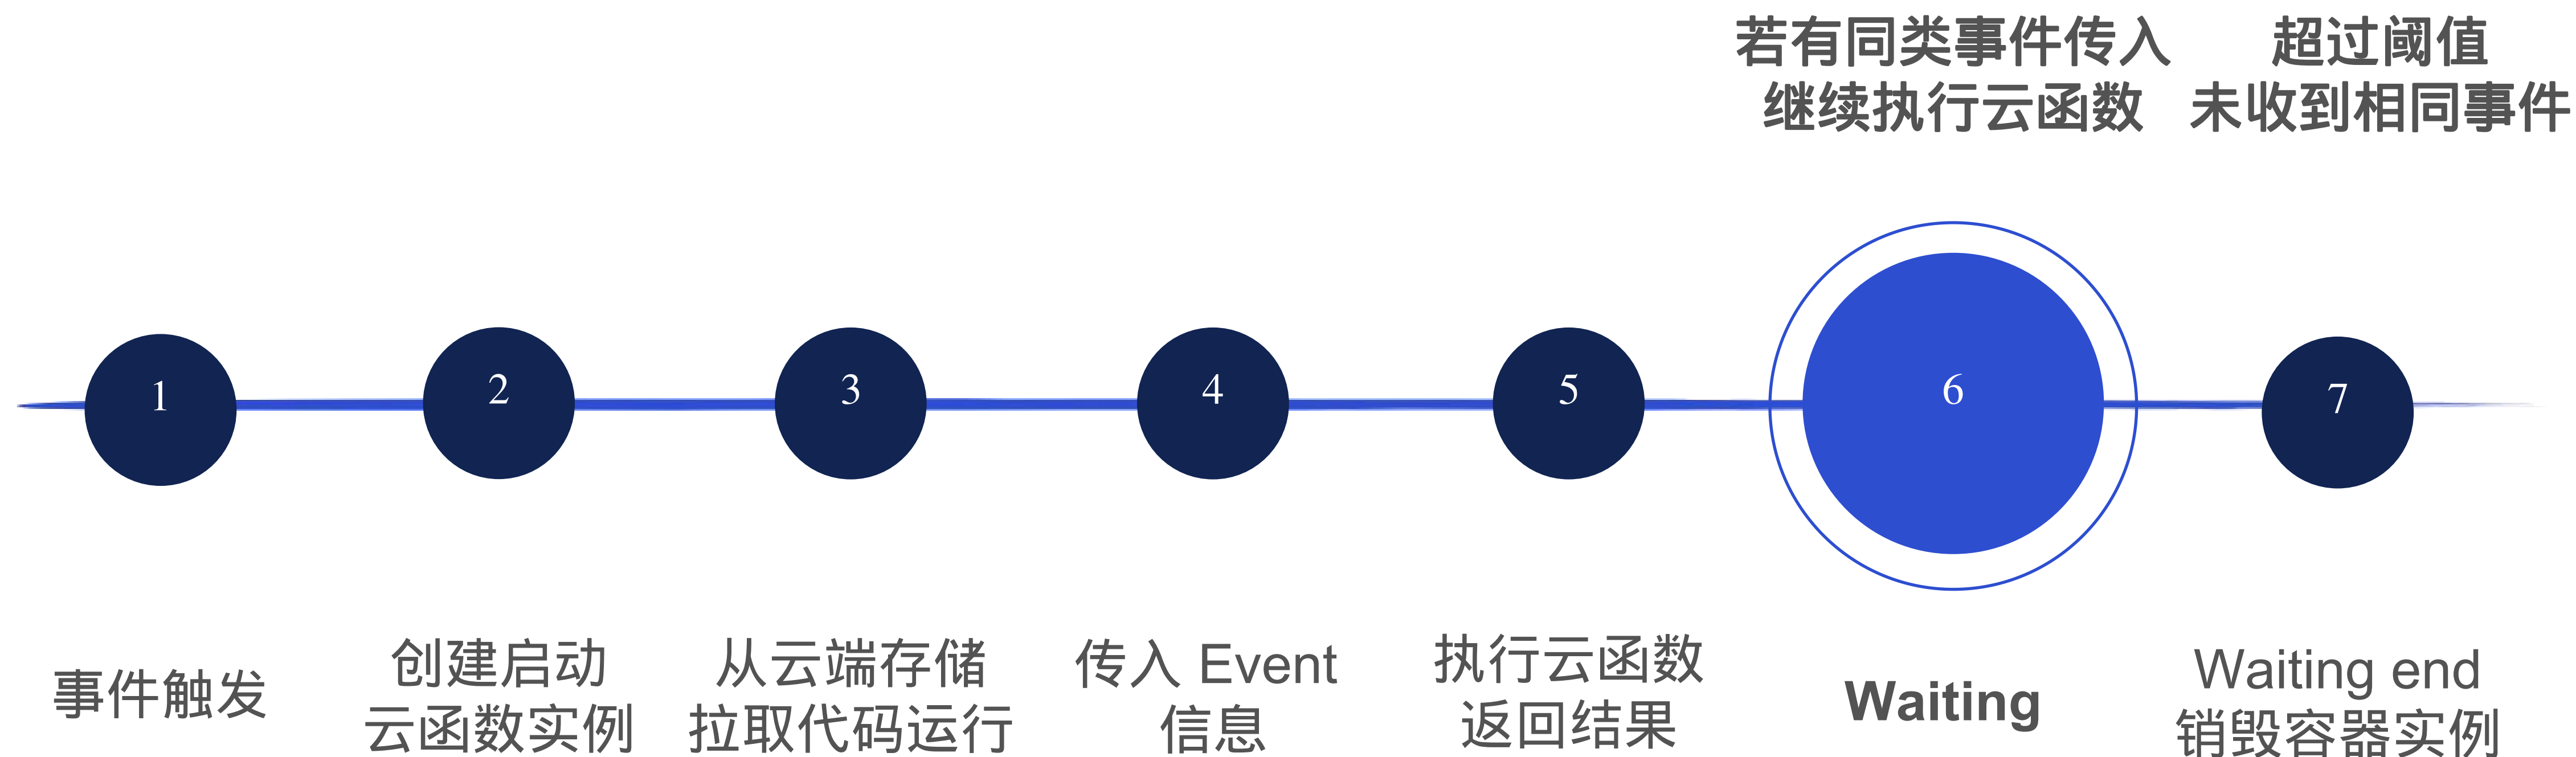 若有同类事件传入
继续执行云函数
超过阈值
未收到相同事件
1
2
3
4
5
6
7
事件触发
创建启动
云函数实例
从云端存储
拉取代码运行
传入 Event
信息
执行云函数
返回结果
Waiting
Waiting end
销毁容器实例